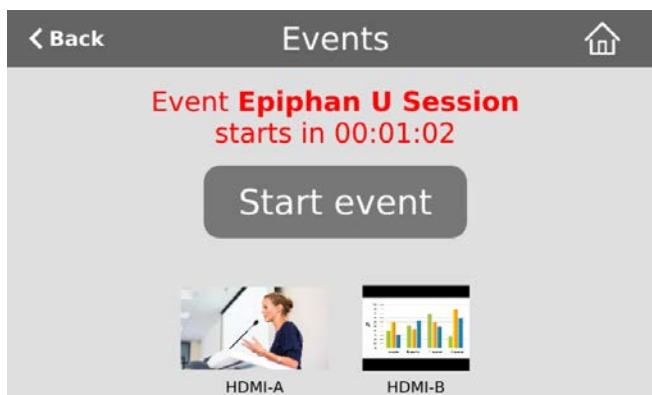 Back
Events
Event Epiphan U Session
starts in 00:01:02
Start event
HDMI-A
HDMI-B